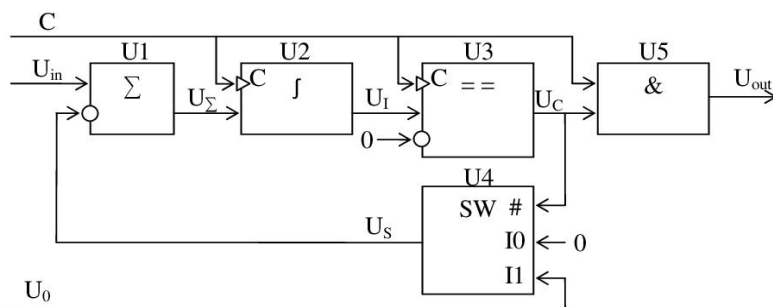 C
U1 U2 U3 U5
U_in Σ U_Σ C ∫ U_I C == U_C & U_out
0
U4
SW #
U_S I0 0
I1
U_0